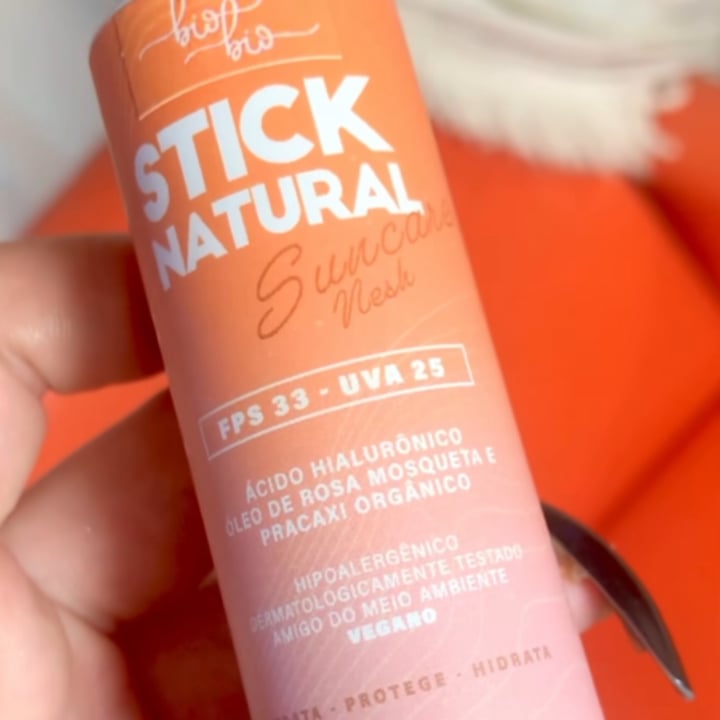 bio
bio
STICK
NATURAL
Suncare
Nesh
FPS 33 - UVA 25
ÁCIDO HIALURÔNICO
ÓLEO DE ROSA MOSQUETA E
PRACAXI ORGÂNICO
HIPOALERGÊNICO
DERMATOLÓGICAMENTE TESTADO
AMIGO DO MEIO AMBIENTE
VEGANO
- PROTEGE - HIDRATA